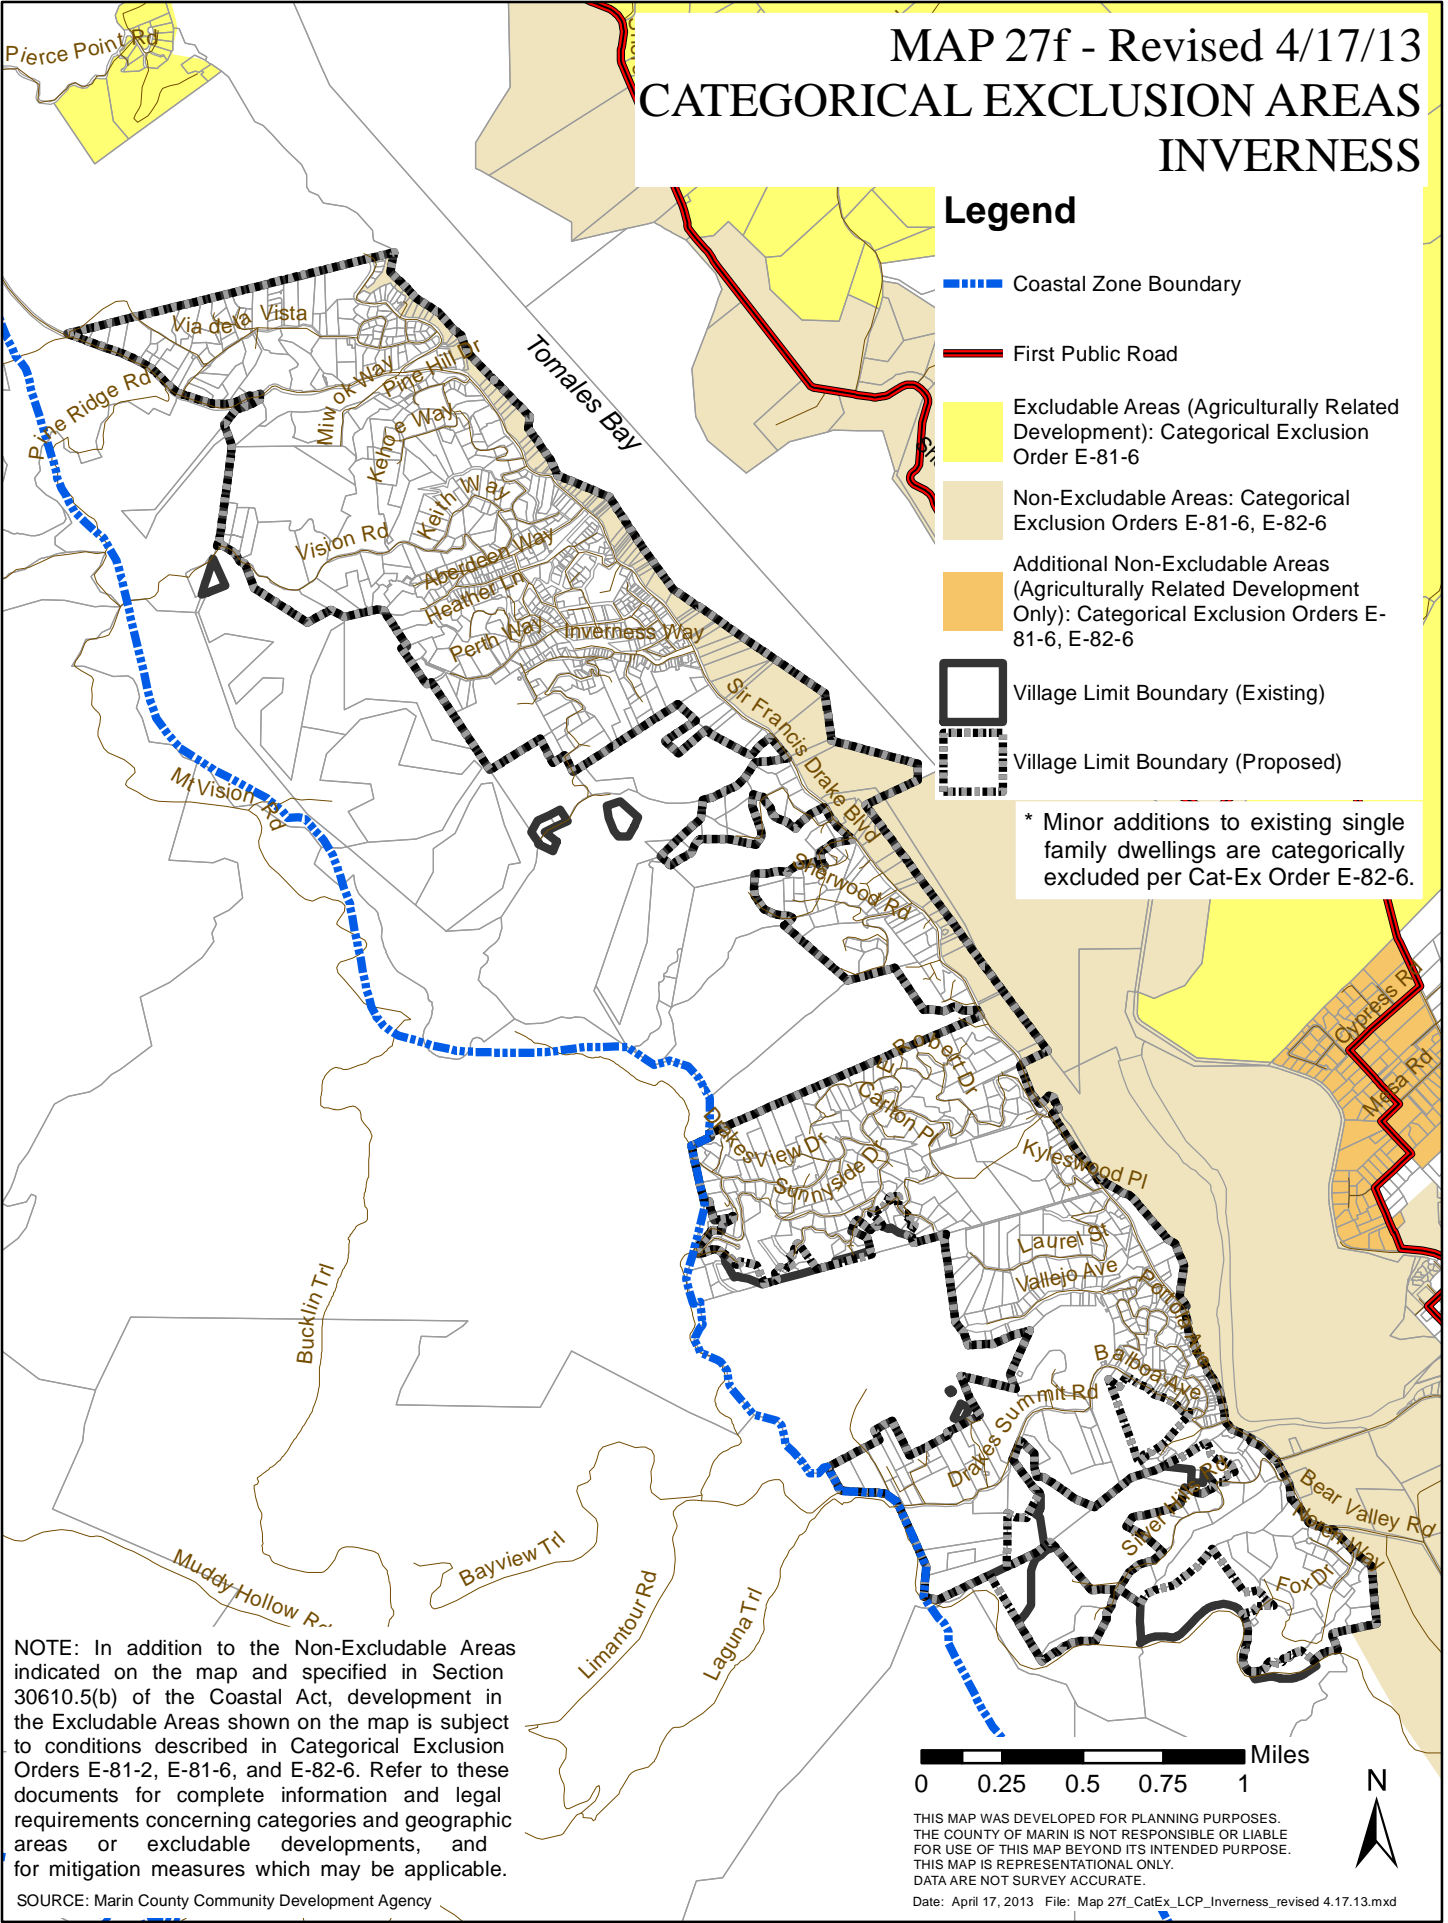 MAP 27f - Revised 4/17/13
CATEGORICAL EXCLUSION AREAS
INVERNESS
Legend
Coastal Zone Boundary
First Public Road
Excludable Areas (Agriculturally Related
Development): Categorical Exclusion
Order E-81-6
Non-Excludable Areas: Categorical
Exclusion Orders E-81-6, E-82-6
Additional Non-Excludable Areas
(Agriculturally Related Development
Only): Categorical Exclusion Orders E-
81-6, E-82-6
Village Limit Boundary (Existing)
Village Limit Boundary (Proposed)
* Minor additions to existing single
family dwellings are categorically
excluded per Cat-Ex Order E-82-6.
Pierce Point Rd
Via dela Vista
Pine Ridge Rd
Miwok Way
Pine Hill Dr
Kehoe Way
Tomales Bay
Keith Way
Vision Rd
Aberdeen Way
Heather Ln
Perth Way
Inverness Way
Sir Francis Drake Blvd
Mt Vision Rd
Sherwood Rd
Cypress Rd
Mesa Rd
E Robert Dr
Carlton Pl
Drakes View Dr
Sunnyside Dr
Kyleswood Pl
Laurel St
Vallejo Ave
Portola Ave
Balboa Ave
Bucklin Trl
Drakes Summit Rd
Silver Hills Rd
Bear Valley Rd
North Way
Fox Dr
Bayview Trl
Muddy Hollow Rd
Limantour Rd
Laguna Trl
NOTE: In addition to the Non-Excludable Areas
indicated on the map and specified in Section
30610.5(b) of the Coastal Act, development in
the Excludable Areas shown on the map is subject
to conditions described in Categorical Exclusion
Orders E-81-2, E-81-6, and E-82-6. Refer to these
documents for complete information and legal
requirements concerning categories and geographic
areas or excludable developments, and
for mitigation measures which may be applicable.
SOURCE: Marin County Community Development Agency
Miles
0 0.25 0.5 0.75 1
N
THIS MAP WAS DEVELOPED FOR PLANNING PURPOSES.
THE COUNTY OF MARIN IS NOT RESPONSIBLE OR LIABLE
FOR USE OF THIS MAP BEYOND ITS INTENDED PURPOSE.
THIS MAP IS REPRESENTATIONAL ONLY.
DATA ARE NOT SURVEY ACCURATE.
Date: April 17, 2013 File: Map 27f_CatEx_LCP_Inverness_revised 4.17.13.mxd